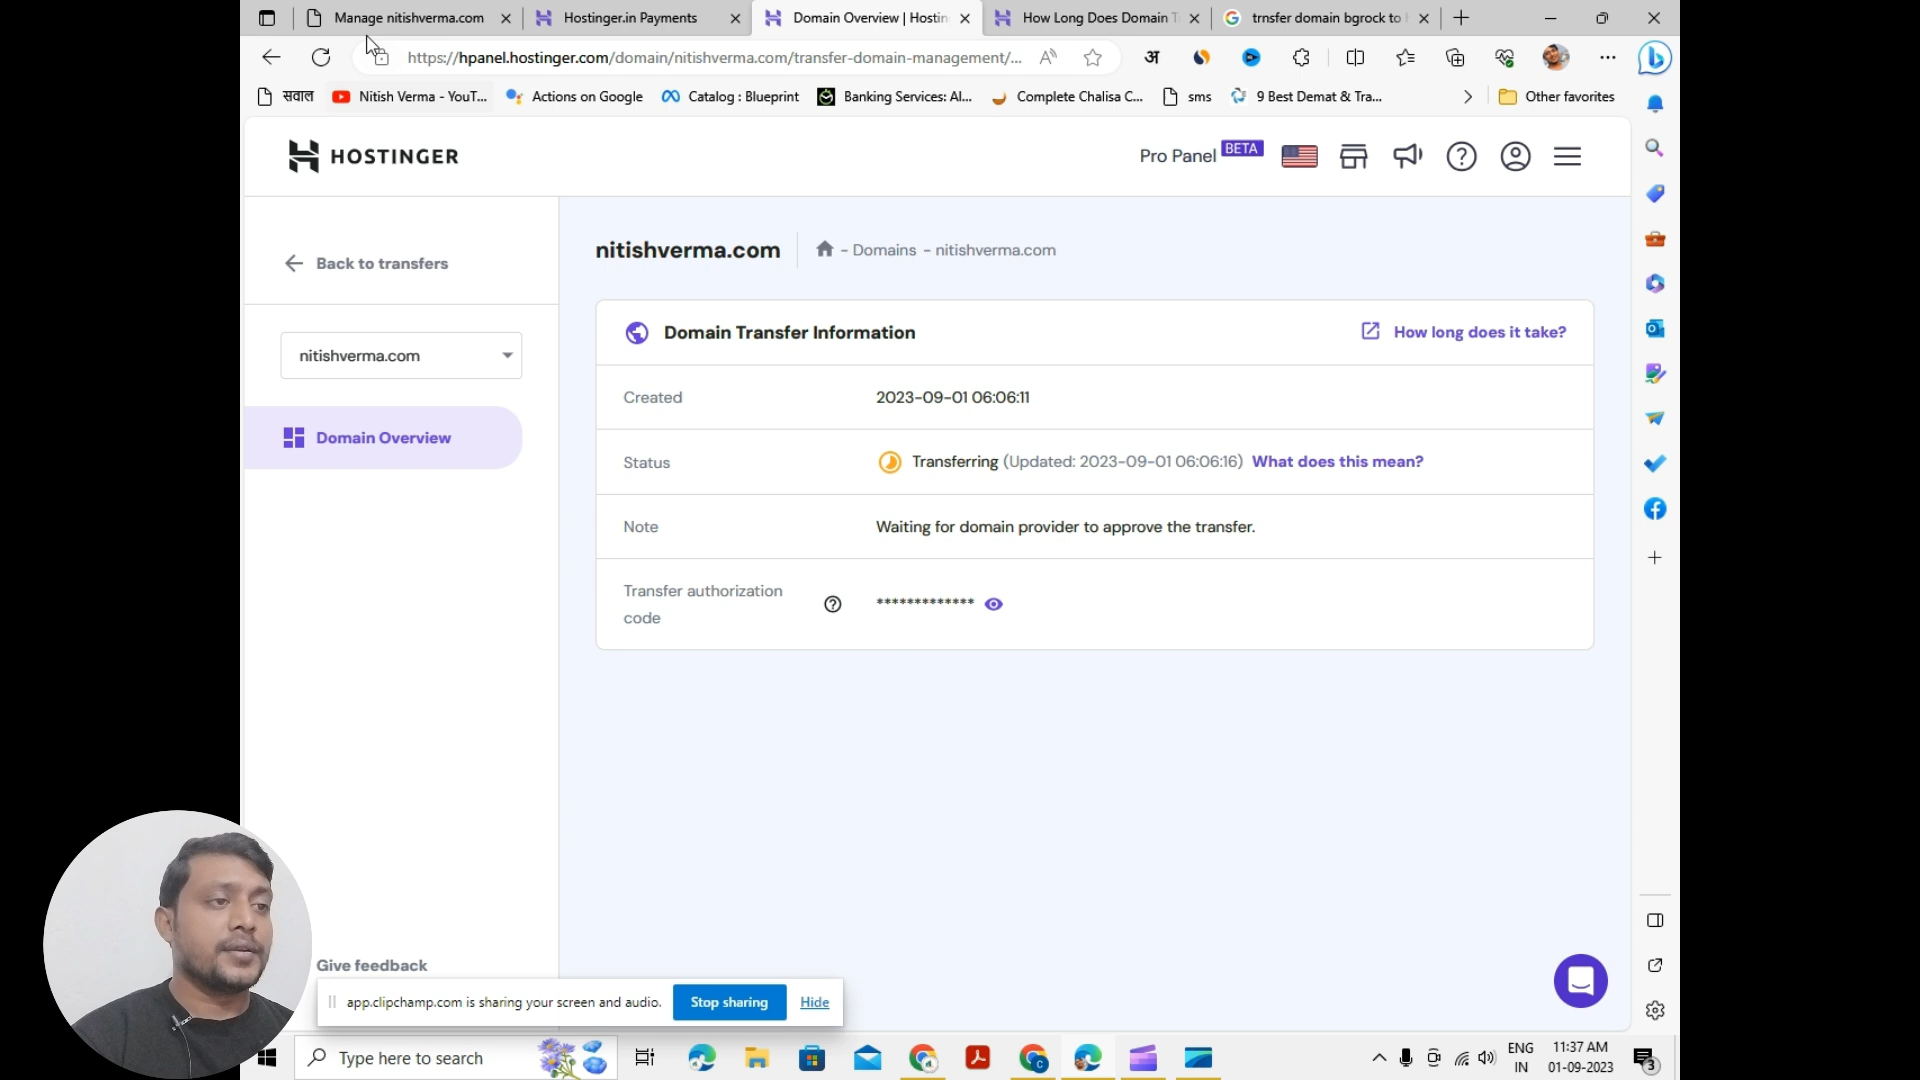 Manage nitishverma.com
Hostinger.in Payments
Domain Overview | Hostin
How Long Does Domain T
trnsfer domain bgrock to
https://hpanel.hostinger.com/domain/nitishverma.com/transfer-domain-management/...
अ
सवाल
Nitish Verma - YouT...
Actions on Google
Catalog : Blueprint
Banking Services: Al...
Complete Chalisa C...
sms
9 Best Demat & Tra...
Other favorites
HOSTINGER
Pro Panel BETA
Back to transfers
nitishverma.com
Domain Overview
Give feedback
nitishverma.com
- Domains - nitishverma.com
Domain Transfer Information
How long does it take?
Created
2023-09-01 06:06:11
Status
Transferring (Updated: 2023-09-01 06:06:16) What does this mean?
Note
Waiting for domain provider to approve the transfer.
Transfer authorization
code
*************
app.clipchamp.com is sharing your screen and audio.
Stop sharing
Hide
Type here to search
ENG
IN
11:37 AM
01-09-2023
3